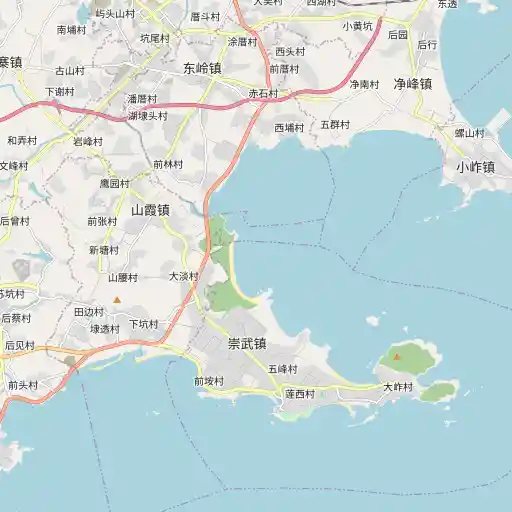 大吴村
西湖村
东透
屿头山村
厝斗村
小黄坑
南埔村
后园
坑尾村
涂厝村
后行
西头村
寨镇
古山村
东岭镇
前厝村
净南村
净峰镇
下谢村
赤石村
潘厝村
湖埭头村
西埔村
五群村
螺山村
和弄村
岩峰村
文峰村
前林村
小岞镇
鹰园村
山霞镇
后曾村
前张村
新塘村
山腰村
大淡村
苏坑村
田边村
后蔡村
埭造村
下坑村
后见村
崇武镇
五峰村
前头村
前垵村
大岞村
莲西村